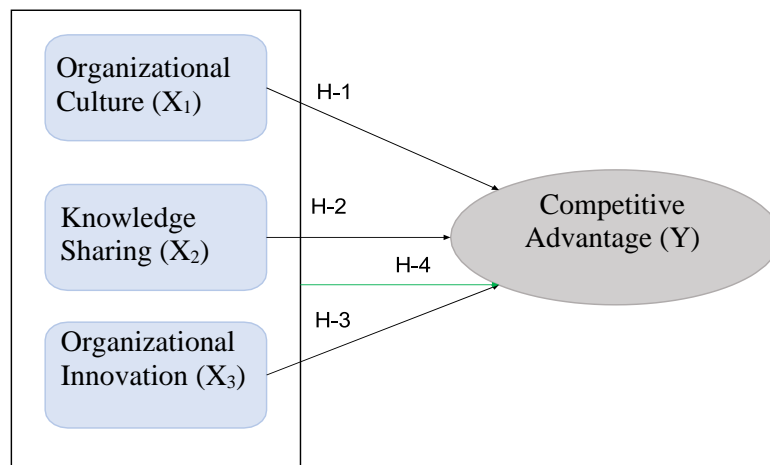 Organizational
Culture (X₁)
H-1
Knowledge
Sharing (X₂)
H-2
Competitive
Advantage (Y)
H-4
H-3
Organizational
Innovation (X₃)